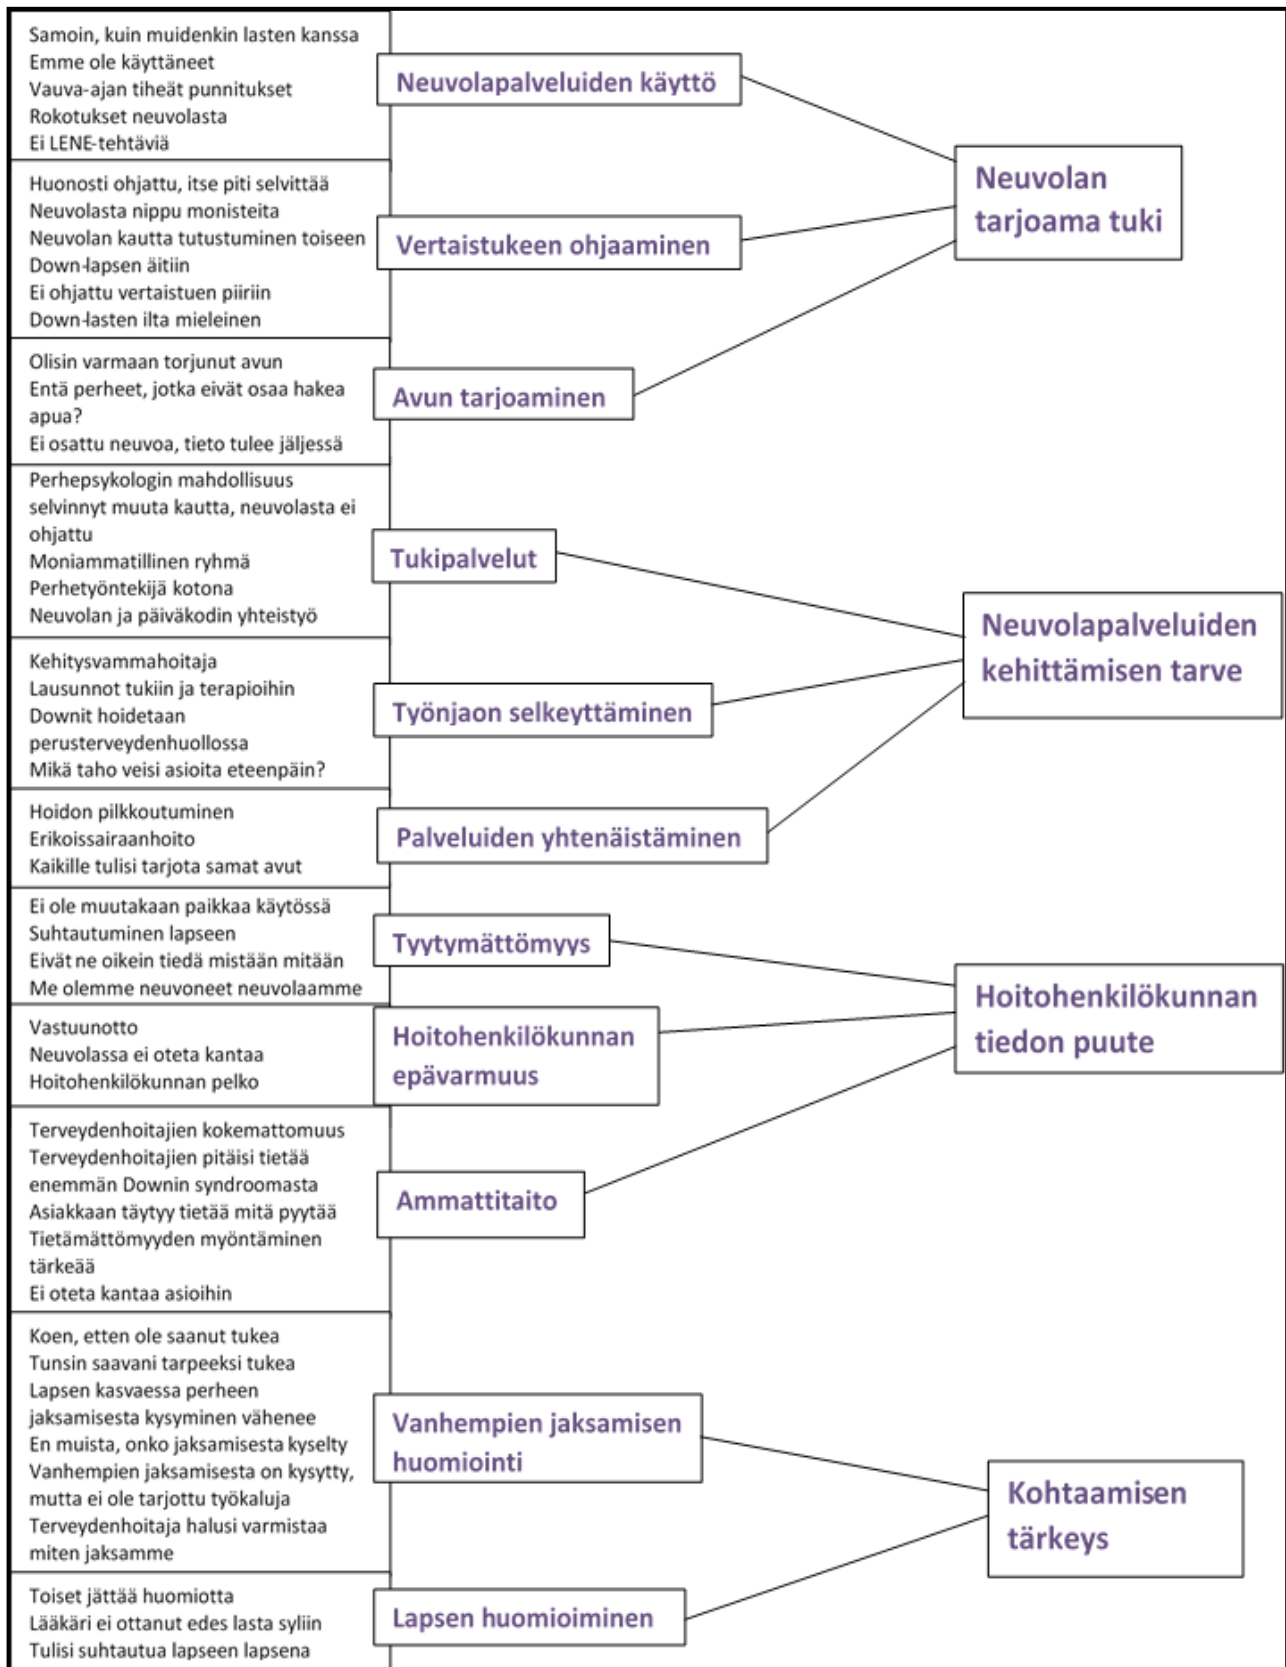 Samoin, kuin muidenkin lasten kanssa
Emme ole käyttäneet
Vauva-ajan tiheät punnitukset
Rokotukset neuvolasta
Ei LENE-tehtäviä
Neuvolapalveluiden käyttö
Huonosti ohjattu, itse piti selvittää
Neuvolasta nippu monisteita
Neuvolan kautta tutustuminen toiseen
Down-lapsen äitiin
Ei ohjattu vertaistuen piiriin
Down-lasten ilta mieleinen
Vertaistukeen ohjaaminen
Olisin varmaan torjunut avun
Entä perheet, jotka eivät osaa hakea
apua?
Ei osattu neuvoa, tieto tulee jäljessä
Avun tarjoaminen
Neuvolan
tarjoama tuki
Perhepsykologin mahdollisuus
selvinnyt muuta kautta, neuvolasta ei
ohjattu
Moniammatillinen ryhmä
Perhetyöntekijä kotona
Neuvolan ja päiväkodin yhteistyö
Tukipalvelut
Kehitysvammahoitaja
Lausunnot tukiin ja terapioihin
Downit hoidetaan
perusterveydenhuollossa
Mikä taho veisi asioita eteenpäin?
Työnjaon selkeyttäminen
Hoidon pilkkoutuminen
Erikoissairaanhoito
Kaikille tulisi tarjota samat avut
Palveluiden yhtenäistäminen
Neuvolapalveluiden
kehittämisen tarve
Ei ole muutakaan paikkaa käytössä
Suhtautuminen lapseen
Eivät ne oikein tiedä mistään mitään
Me olemme neuvoneet neuvolaamme
Tyytymättömyys
Vastuunotto
Neuvolassa ei oteta kantaa
Hoitohenkilökunnan pelko
Hoitohenkilökunnan
epävarmuus
Terveydenhoitajien kokemattomuus
Terveydenhoitajien pitäisi tietää
enemmän Downin syndroomasta
Asiakkaan täytyy tietää mitä pyytää
Tietämättömyyden myöntäminen
tärkeää
Ei oteta kantaa asioihin
Ammattitaito
Hoitohenkilökunnan
tiedon puute
Koen, etten ole saanut tukea
Tunsin saavani tarpeeksi tukea
Lapsen kasvaessa perheen
jaksamisesta kysyminen vähenee
En muista, onko jaksamisesta kyselty
Vanhempien jaksamisesta on kysytty,
mutta ei ole tarjottu työkaluja
Terveydenhoitaja halusi varmistaa
miten jaksamme
Vanhempien jaksamisen
huomiointi
Toiset jättää huomiotta
Lääkäri ei ottanut edes lasta syliin
Tulisi suhtautua lapseen lapsena
Lapsen huomioiminen
Kohtaamisen
tärkeys